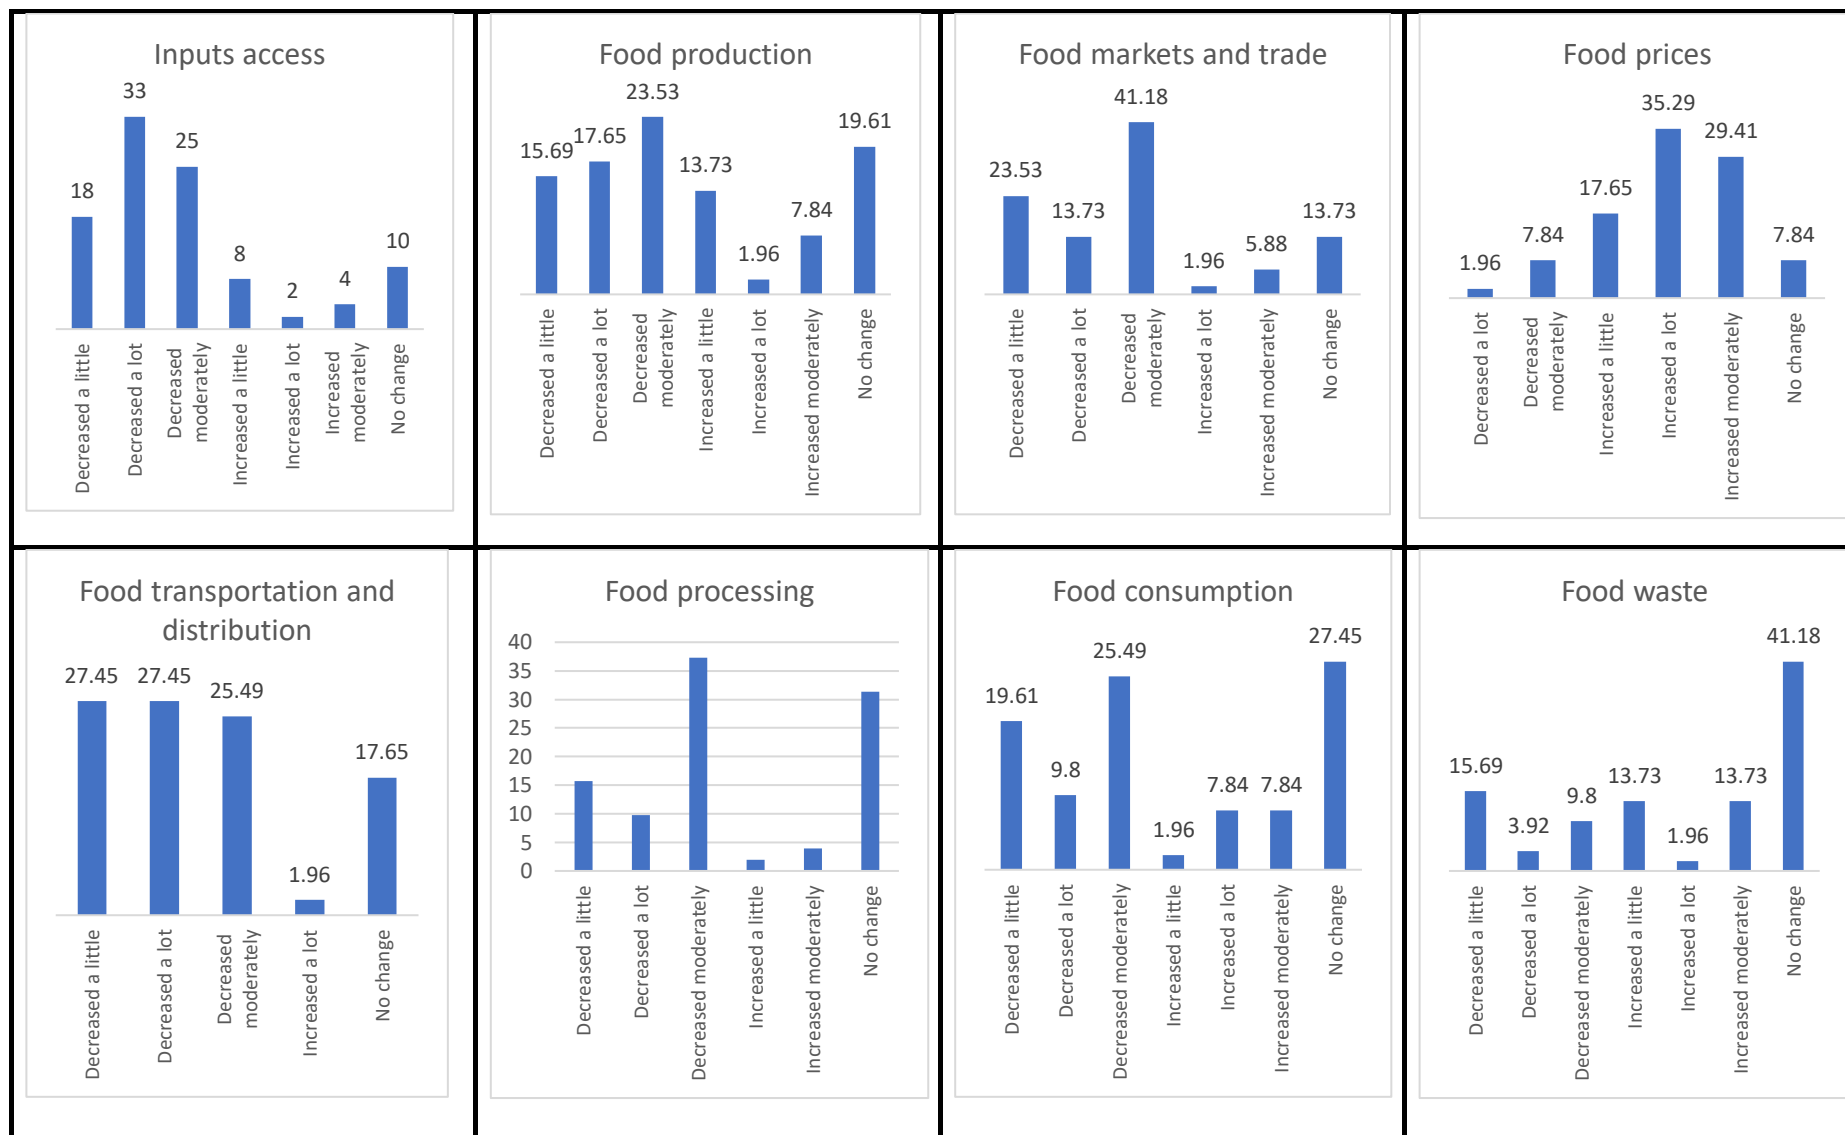 Inputs access
33
25
18
10
8
4
2
Decreased a little
Decreased a lot
Decreased
moderately
Increased a little
Increased a lot
Increased
moderately
No change
Food production
23.53
19.61
17.65
15.69
13.73
7.84
1.96
Decreased a little
Decreased a lot
Decreased
moderately
Increased a little
Increased a lot
Increased moderately
No change
Food markets and trade
41.18
23.53
13.73
13.73
5.88
1.96
Decreased a little
Decreased a lot
Decreased
moderately
Increased a lot
Increased moderately
No change
Food prices
35.29
29.41
17.65
7.84
7.84
1.96
Decreased a lot
Decreased
moderately
Increased a little
Increased a lot
Increased moderately
No change
Food transportation and
distribution
27.45
27.45
25.49
17.65
1.96
Decreased a little
Decreased a lot
Decreased
moderately
Increased a lot
No change
Food processing
40
35
30
25
20
15
10
5
0
Decreased a little
Decreased a lot
Decreased moderately
Increased a little
Increased moderately
No change
Food consumption
27.45
25.49
19.61
9.8
7.84
7.84
1.96
Decreased a little
Decreased a lot
Decreased moderately
Increased a little
Increased a lot
Increased moderately
No change
Food waste
41.18
15.69
13.73
13.73
9.8
3.92
1.96
Decreased a little
Decreased a lot
Decreased moderately
Increased a little
Increased a lot
Increased moderately
No change